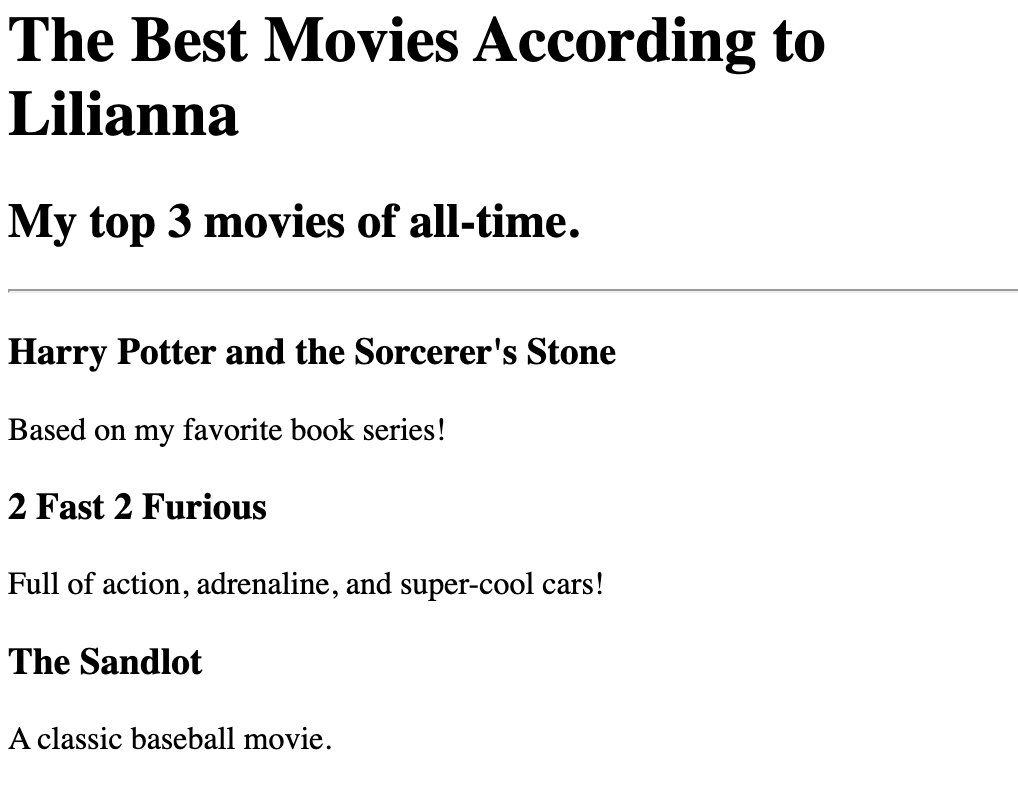 The Best Movies According to
Lilianna
My top 3 movies of all-time.
Harry Potter and the Sorcerer's Stone
Based on my favorite book series!
2 Fast 2 Furious
Full of action, adrenaline, and super-cool cars!
The Sandlot
A classic baseball movie.